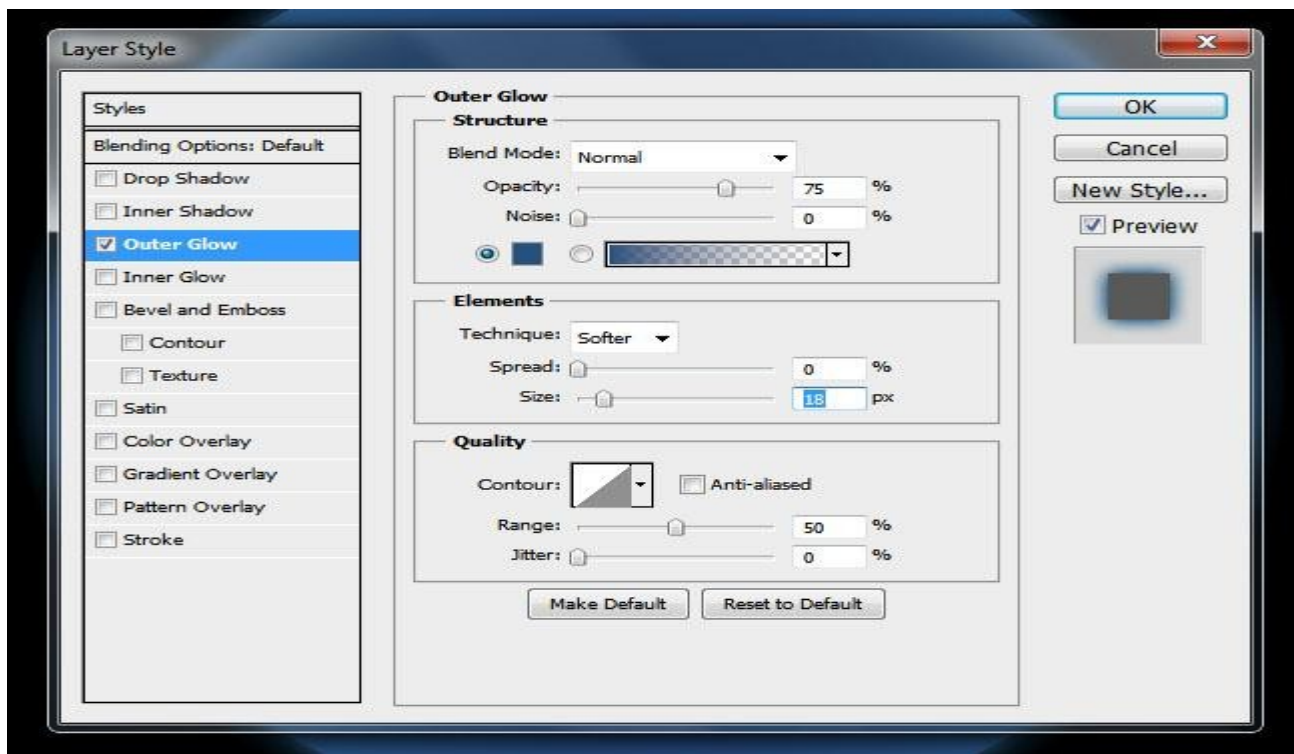 Layer Style
Styles
Blending Options: Default
Drop Shadow
Inner Shadow
Outer Glow
Inner Glow
Bevel and Emboss
Contour
Texture
Satin
Color Overlay
Gradient Overlay
Pattern Overlay
Stroke
Outer Glow
Structure
Blend Mode: Normal
Opacity: 75 %
Noise: 0 %
Elements
Technique: Softer
Spread: 0 %
Size: 18 px
Quality
Contour: Anti-aliased
Range: 50 %
Jitter: 0 %
Make Default Reset to Default
OK
Cancel
New Style...
Preview